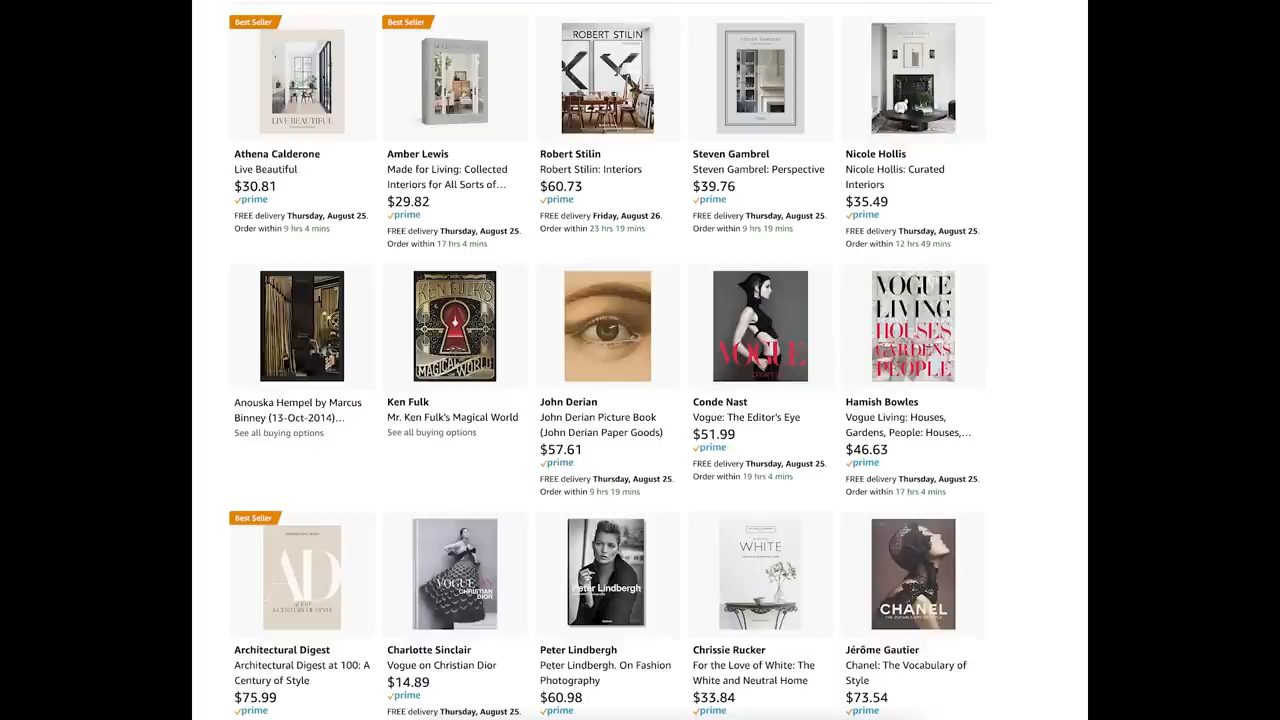 Best Seller
Best Seller
LIVE BEAUTIFUL
ROBERT STILIN
STEVEN GAMBREL
Athena Calderone
Live Beautiful
$30.81
prime
FREE delivery Thursday, August 25.
Order within 9 hrs 4 mins
Amber Lewis
Made for Living: Collected
Interiors for All Sorts of…
$29.82
prime
FREE delivery Thursday, August 25.
Order within 17 hrs 4 mins
Robert Stilin
Robert Stilin: Interiors
$60.73
prime
FREE delivery Friday, August 26.
Order within 23 hrs 19 mins
Steven Gambrel
Steven Gambrel: Perspective
$39.76
prime
FREE delivery Thursday, August 25.
Order within 9 hrs 19 mins
Nicole Hollis
Nicole Hollis: Curated
Interiors
$35.49
prime
FREE delivery Thursday, August 25.
Order within 12 hrs 49 mins
KEN FULK'S
MAGICAL WORLD
VOGUE
VOGUE
LIVING
HOUSES
GARDENS
PEOPLE
Anouska Hempel by Marcus
Binney (13-Oct-2014)…
See all buying options
Ken Fulk
Mr. Ken Fulk's Magical World
See all buying options
John Derian
John Derian Picture Book
(John Derian Paper Goods)
$57.61
prime
FREE delivery Thursday, August 25.
Order within 9 hrs 19 mins
Conde Nast
Vogue: The Editor's Eye
$51.99
prime
FREE delivery Thursday, August 25.
Order within 19 hrs 4 mins
Hamish Bowles
Vogue Living: Houses,
Gardens, People: Houses,…
$46.63
prime
FREE delivery Thursday, August 25.
Order within 17 hrs 4 mins
Best Seller
AD
at 100
A CENTURY OF STYLE
VOGUE ON
CHRISTIAN
DIOR
Peter Lindbergh
WHITE
CHANEL
THE VOCABULARY OF STYLE
Architectural Digest
Architectural Digest at 100: A
Century of Style
$75.99
prime
Charlotte Sinclair
Vogue on Christian Dior
$14.89
prime
FREE delivery Thursday, August 25.
Peter Lindbergh
Peter Lindbergh. On Fashion
Photography
$60.98
prime
Chrissie Rucker
For the Love of White: The
White and Neutral Home
$33.84
prime
Jérôme Gautier
Chanel: The Vocabulary of
Style
$73.54
prime